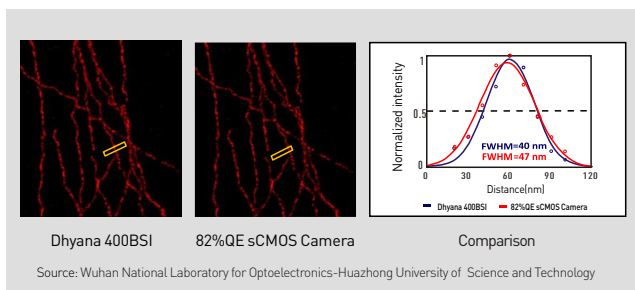 Normalized intensity
1
0.5
0
FWHM=40 nm
FWHM=47 nm
0 30 60 90 120
Distance[nm]
Dhyana 400BSI 82%QE sCMOS Camera
Dhyana 400BSI 82%QE sCMOS Camera Comparison
Source: Wuhan National Laboratory for Optoelectronics-Huazhong University of Science and Technology